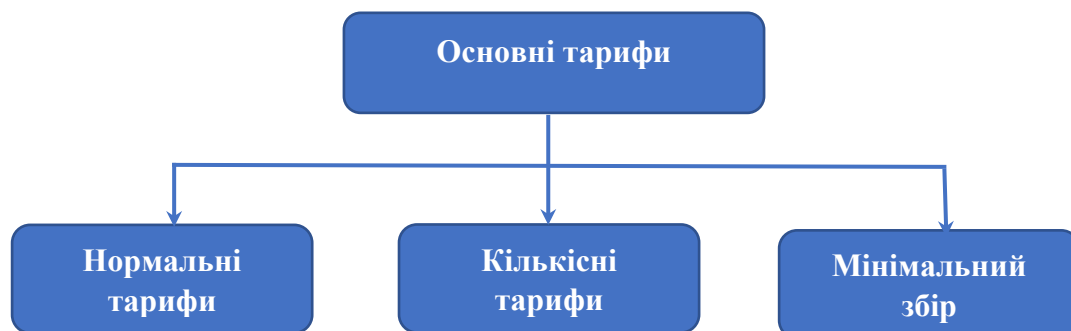 Основні тарифи
Нормальні
тарифи
Кількісні
тарифи
Мінімальний
збір